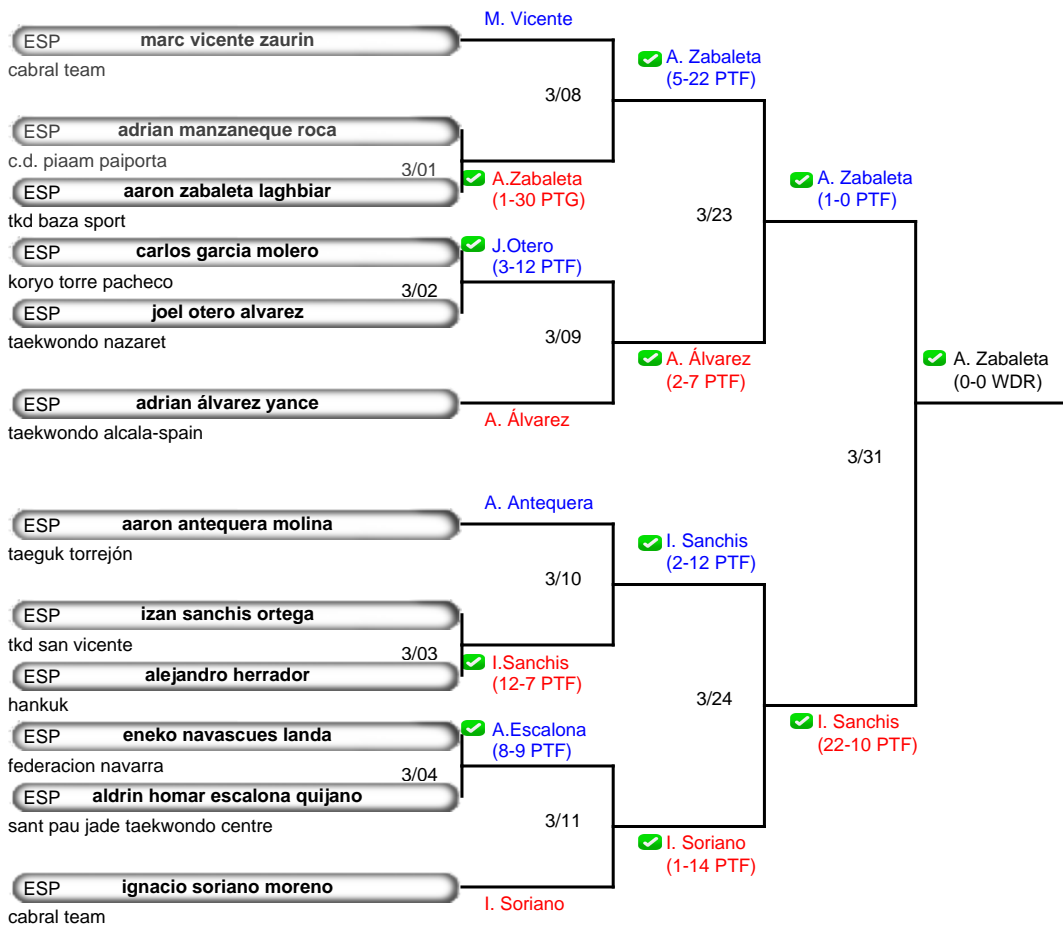 M. Vicente
ESP marc vicente zaurin
cabral team
A. Zabaleta
(5-22 PTF)
3/08
ESP adrian manzaneque roca
c.d. piaam paiporta
3/01
ESP aaron zabaleta laghbiar
tkd baza sport
A.Zabaleta
(1-30 PTG)
A. Zabaleta
(1-0 PTF)
3/23
ESP carlos garcia molero
koryo torre pacheco
J.Otero
(3-12 PTF)
3/02
ESP joel otero alvarez
taekwondo nazaret
3/09
A. Álvarez
(2-7 PTF)
A. Zabaleta
(0-0 WDR)
ESP adrian álvarez yance
taekwondo alcala-spain
A. Álvarez
3/31
A. Antequera
ESP aaron antequera molina
taeguk torrejón
I. Sanchis
(2-12 PTF)
3/10
ESP izan sanchis ortega
tkd san vicente
3/03
ESP alejandro herrador
hankuk
I.Sanchis
(12-7 PTF)
3/24
ESP eneko navascues landa
federacion navarra
A.Escalona
(8-9 PTF)
I. Sanchis
(22-10 PTF)
3/04
ESP aldrin homar escalona quijano
sant pau jade taekwondo centre
3/11
I. Soriano
(1-14 PTF)
ESP ignacio soriano moreno
cabral team
I. Soriano